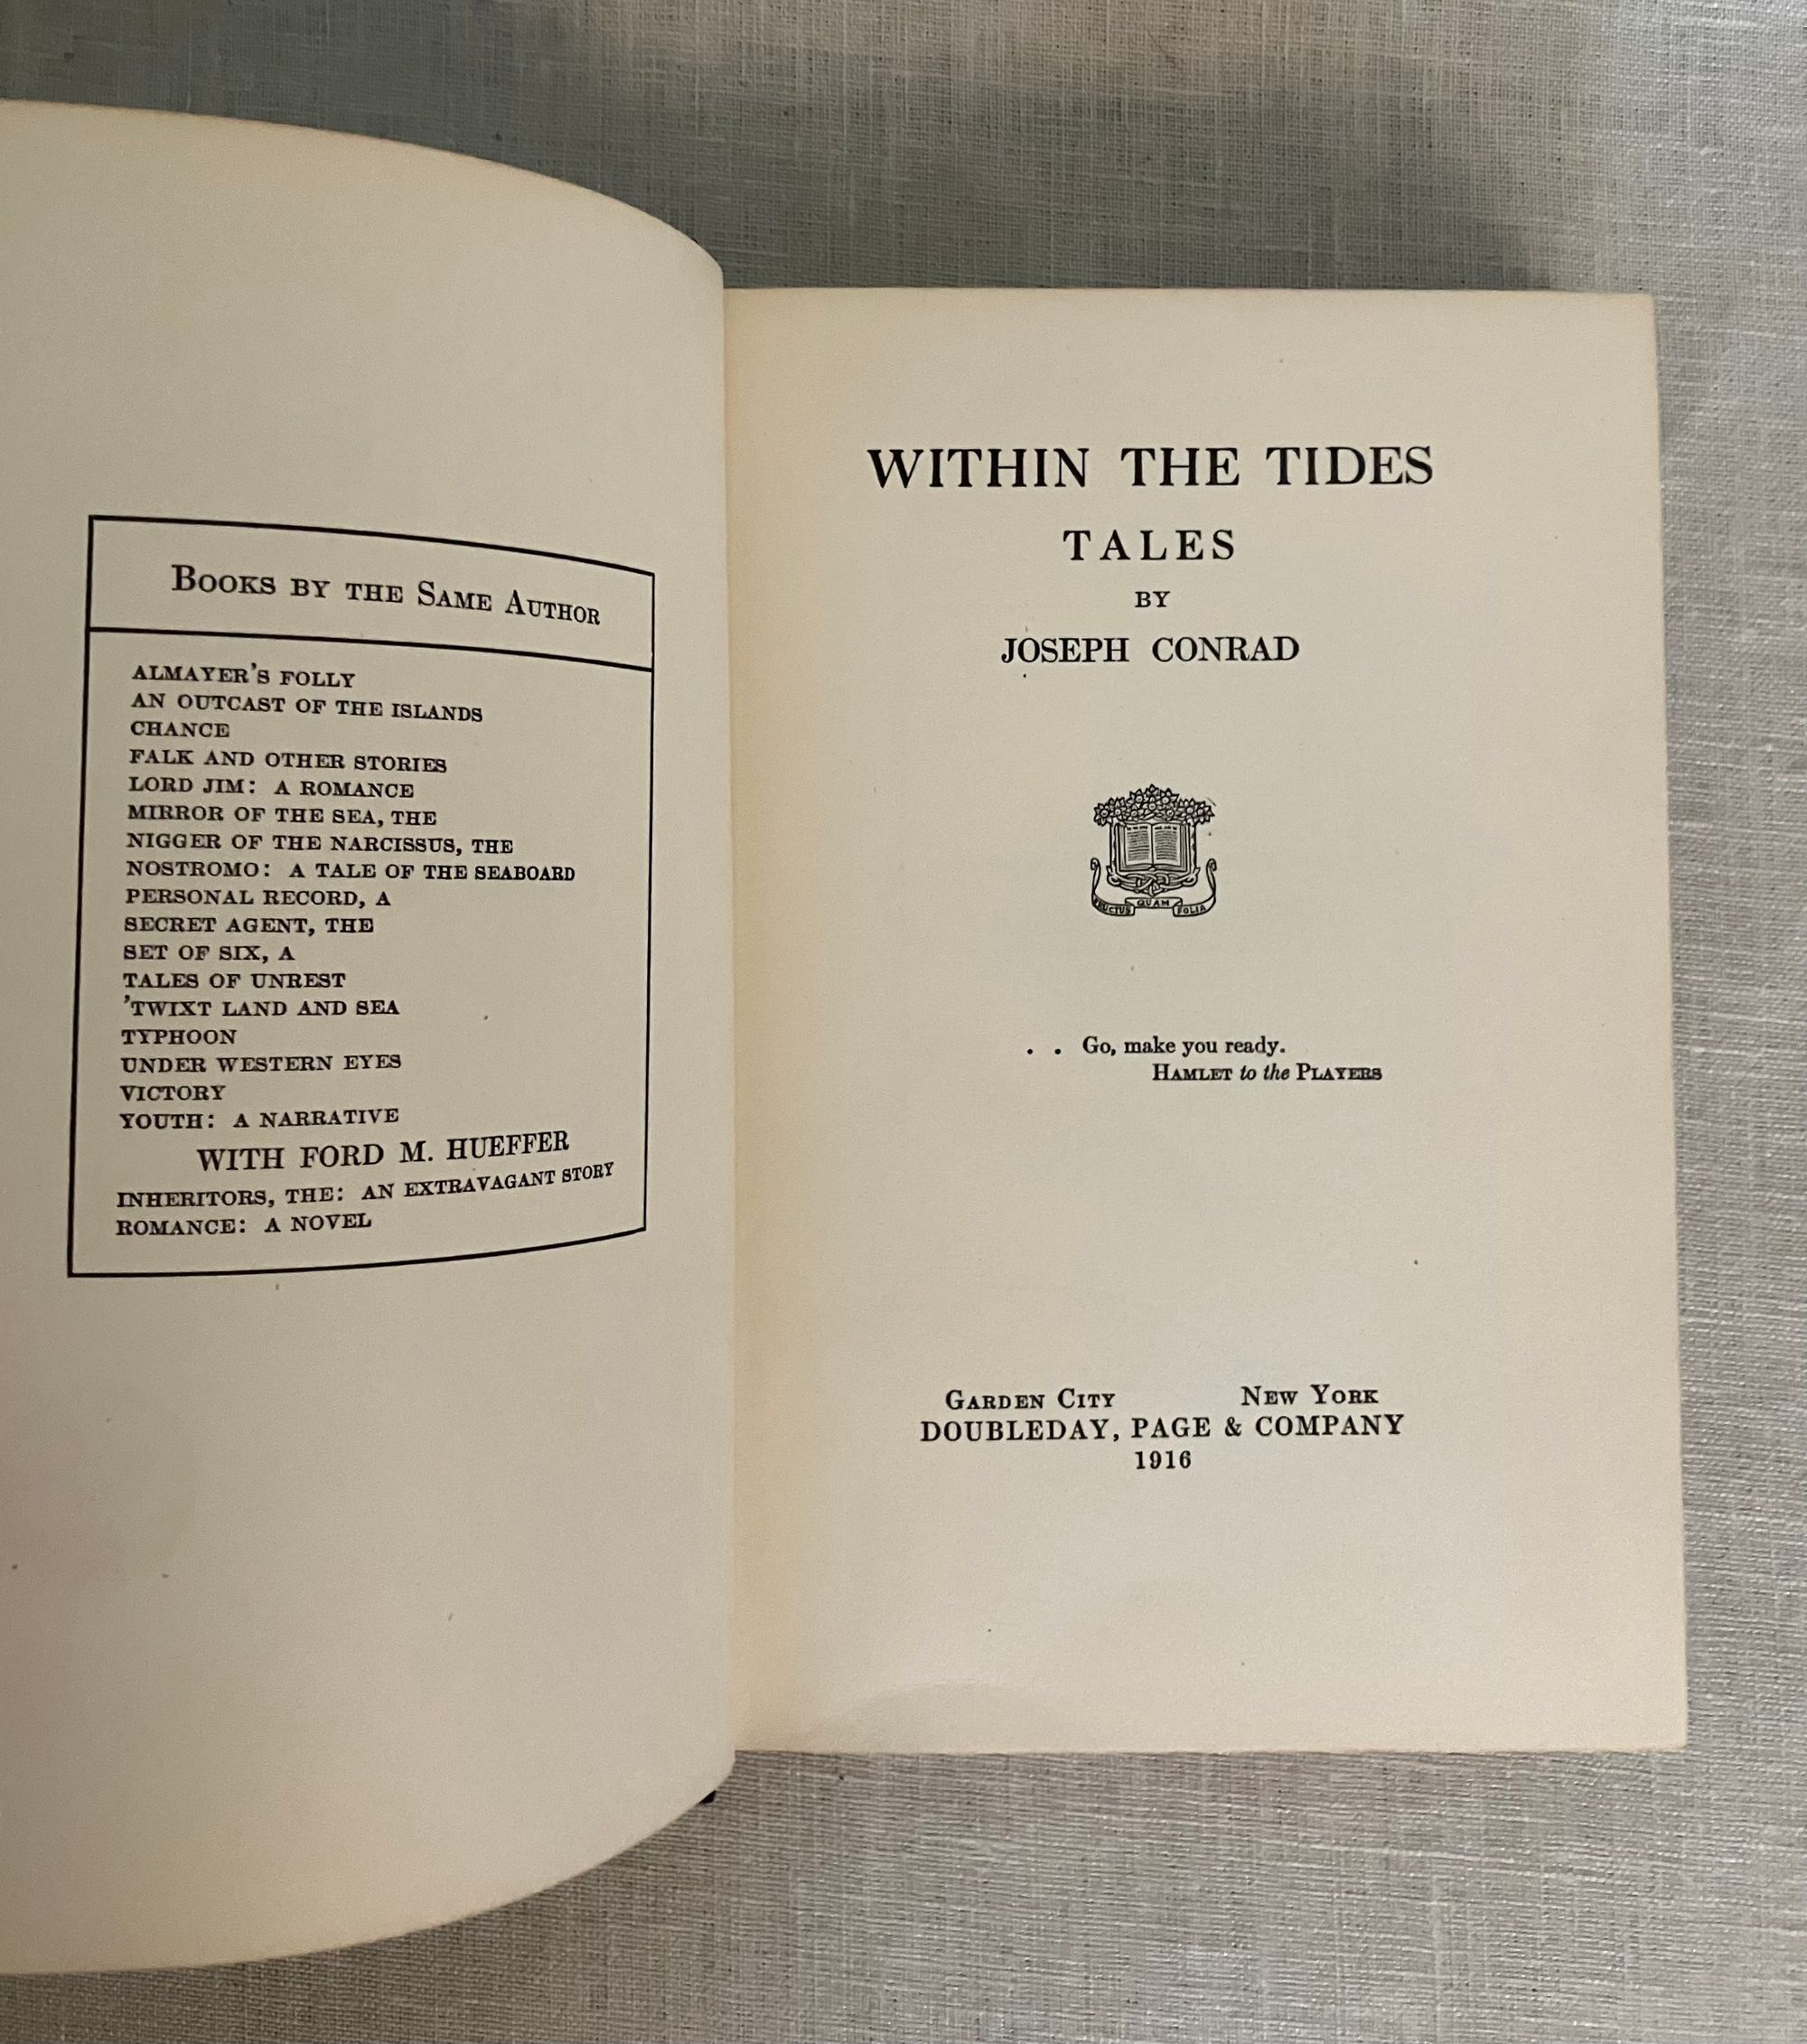 BOOKS BY THE SAME AUTHOR
ALMAYER'S FOLLY
AN OUTCAST OF THE ISLANDS
CHANCE
FALK AND OTHER STORIES
LORD JIM: A ROMANCE
MIRROR OF THE SEA, THE
NIGGER OF THE NARCISSUS, THE
NOSTROMO: A TALE OF THE SEABOARD
PERSONAL RECORD, A
SECRET AGENT, THE
SET OF SIX, A
TALES OF UNREST
'TWIXT LAND AND SEA
TYPHOON
UNDER WESTERN EYES
VICTORY
YOUTH: A NARRATIVE
WITH FORD M. HUEFFER
INHERITORS, THE: AN EXTRAVAGANT STORY
ROMANCE: A NOVEL
WITHIN THE TIDES
TALES
BY
JOSEPH CONRAD
FRUCTUS QUAM FOLIA
. . Go, make you ready.
HAMLET to the PLAYERS
GARDEN CITY NEW YORK
DOUBLEDAY, PAGE & COMPANY
1916